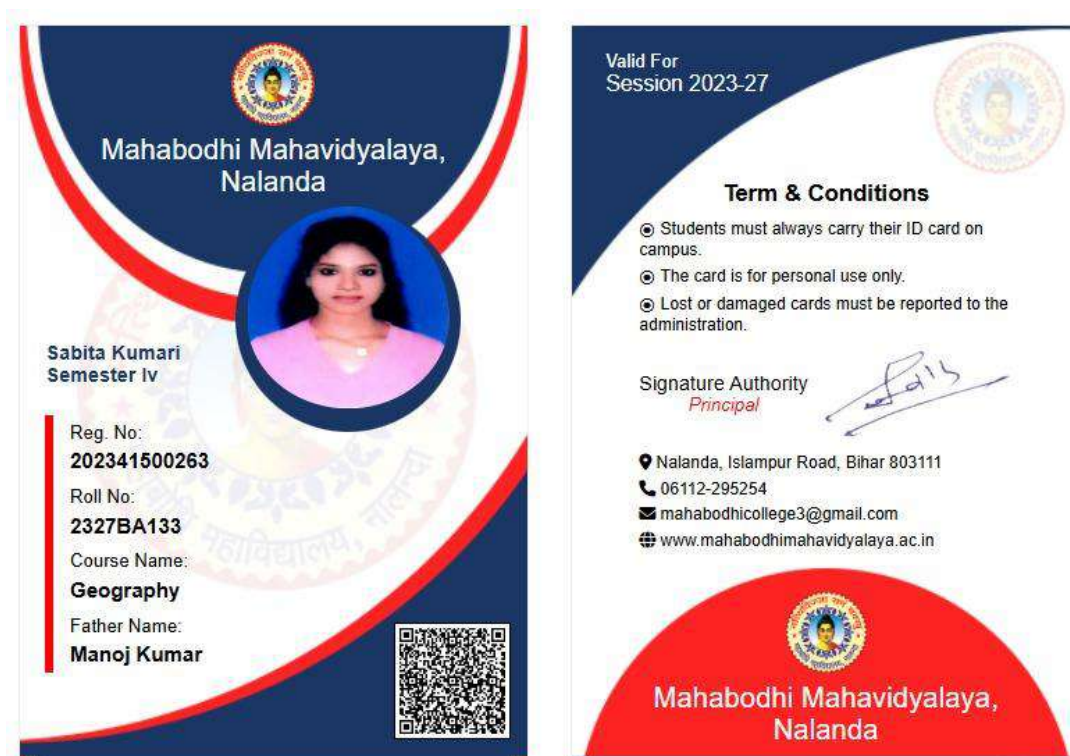 Mahabodhi Mahavidyalaya,
Nalanda
Sabita Kumari
Semester Iv
Reg. No:
202341500263
Roll No:
2327BA133
Course Name:
Geography
Father Name:
Manoj Kumar
महाविद्यालय, नालन्दा
Valid For
Session 2023-27
Term & Conditions
Students must always carry their ID card on
campus.
The card is for personal use only.
Lost or damaged cards must be reported to the
administration.
Signature Authority
Principal
Nalanda, Islampur Road, Bihar 803111
06112-295254
mahabodhicollege3@gmail.com
www.mahabodhimahavidyalaya.ac.in
Mahabodhi Mahavidyalaya,
Nalanda